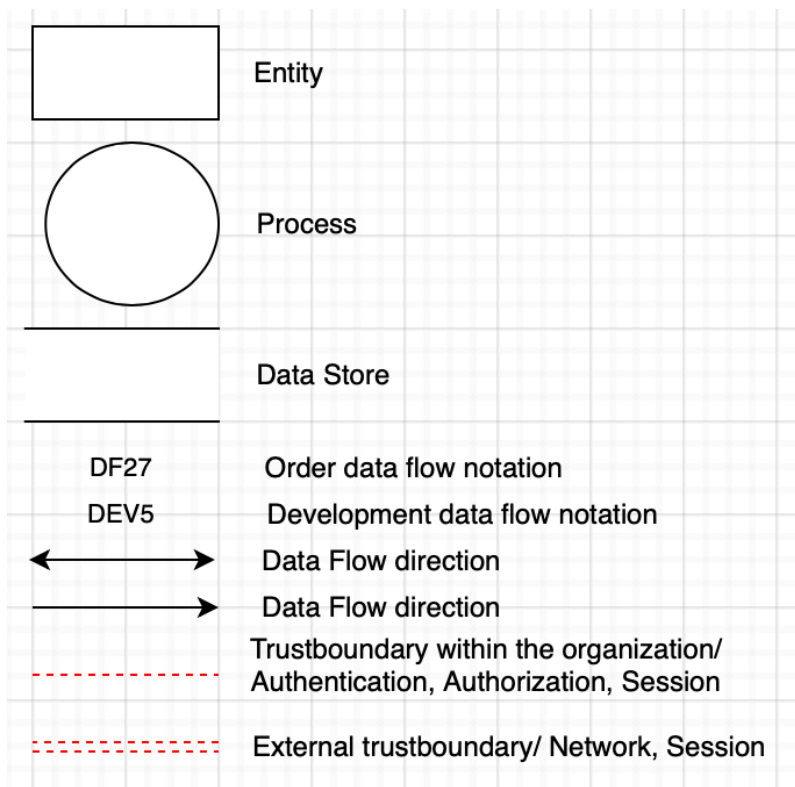 Entity
Process
Data Store
DF27 Order data flow notation
DEV5 Development data flow notation
Data Flow direction
Data Flow direction
Trustboundary within the organization/
Authentication, Authorization, Session
External trustboundary/ Network, Session